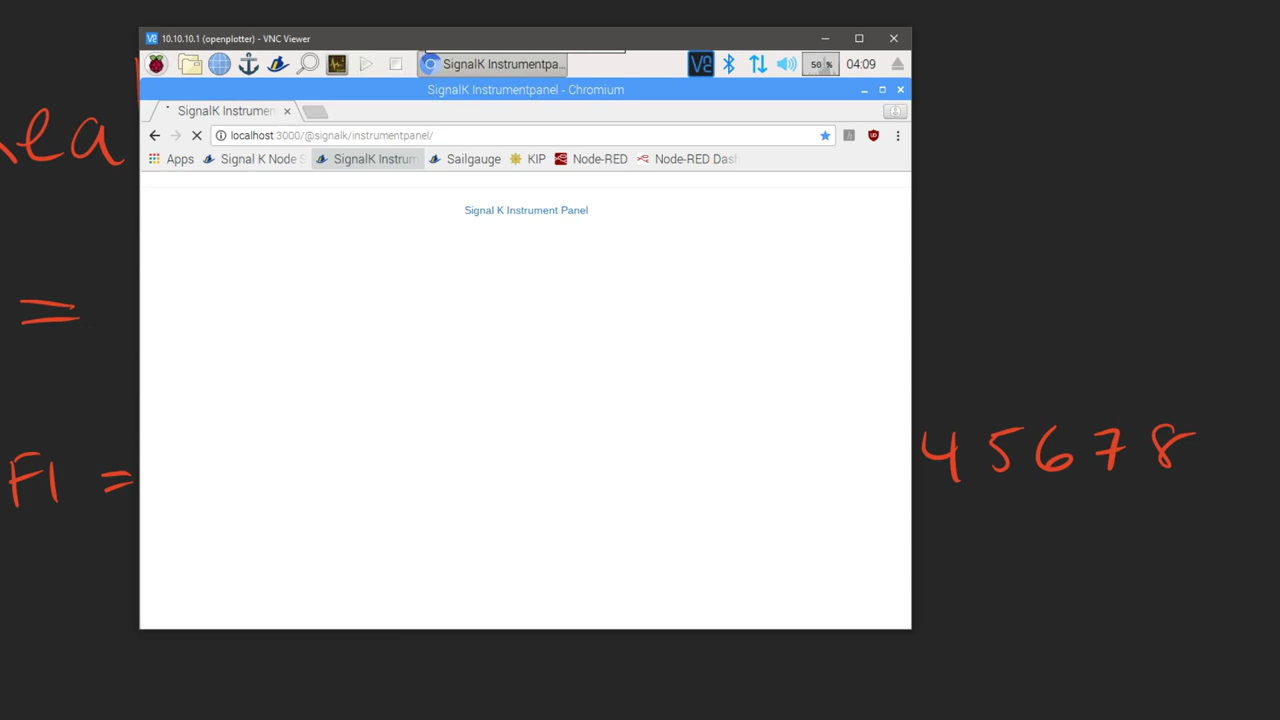 10.10.10.1 (openplotter) - VNC Viewer
SignalK Instrumentpa...
50 %
04:09
SignalK Instrumentpanel - Chromium
SignalK Instrumen
localhost:3000/@signalk/instrumentpanel/
Apps Signal K Node S SignalK Instrum Sailgauge KIP Node-RED Node-RED Dash
Signal K Instrument Panel
ea
=
FI = 45678